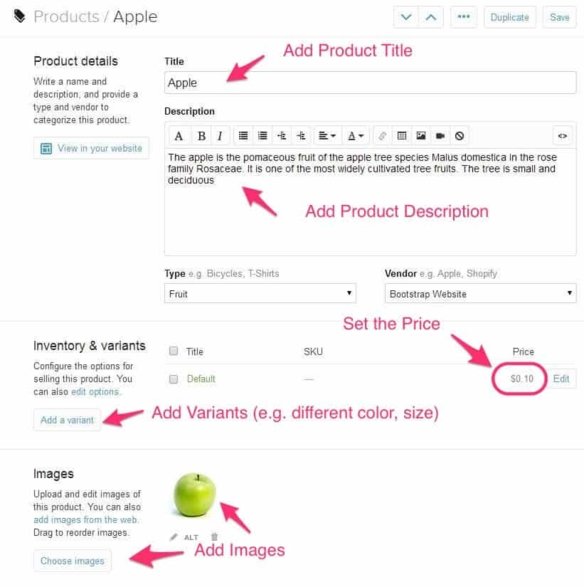 Products / Apple
Duplicate
Save
Product details
Write a name and
description, and provide a
type and vendor to
categorize this product.
View in your website
Title
Add Product Title
Apple
Description
A B I A <>
The apple is the pomaceous fruit of the apple tree species Malus domestica in the rose
family Rosaceae. It is one of the most widely cultivated tree fruits. The tree is small and
deciduous
Add Product Description
Type e.g. Bicycles, T-Shirts
Vendor e.g. Apple, Shopify
Fruit
Bootstrap Website
Set the Price
Inventory & variants
Configure the options for
selling this product. You
can also edit options.
Add a variant
Title SKU Price
Default — $0.10 Edit
Add Variants (e.g. different color, size)
Images
Upload and edit images of
this product. You can also
add images from the web.
Drag to reorder images.
Choose images
ALT
Add Images